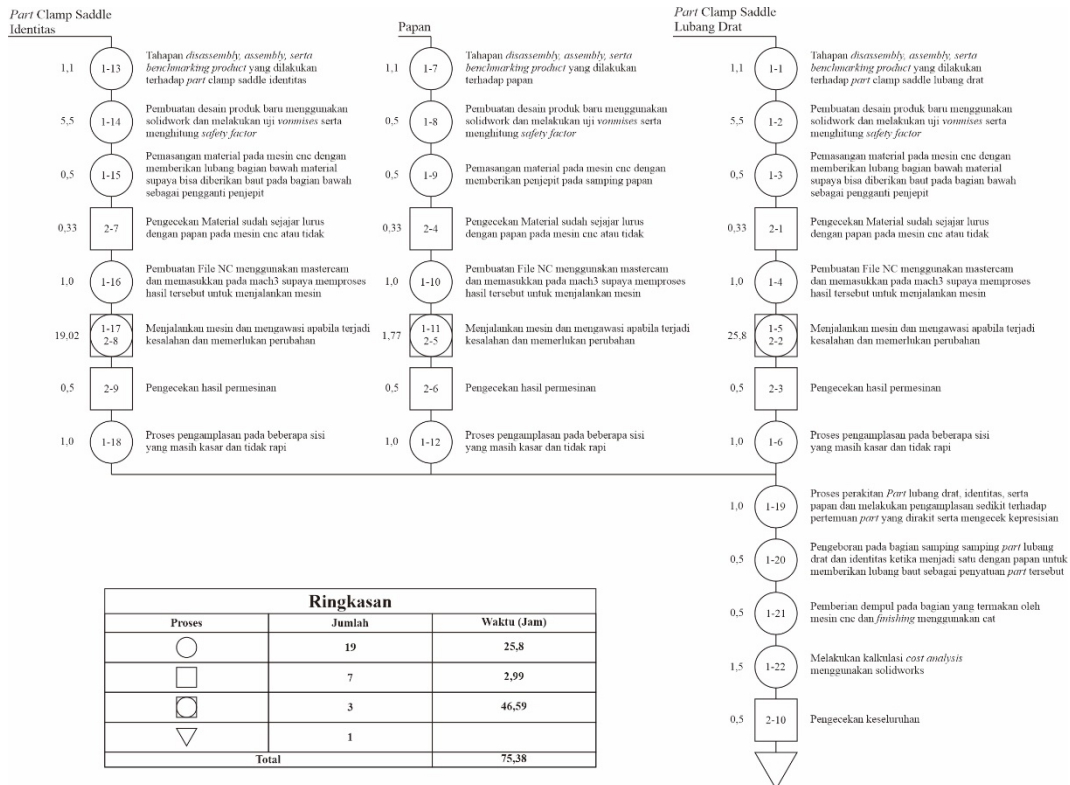 Part Clamp Saddle
Identitas
1,1
1-13
Tahapan disassembly, assembly, serta
benchmarking product yang dilakukan
terhadap part clamp saddle identitas
5,5
1-14
Pembuatan desain produk baru menggunakan
solidwork dan melakukan uji vonmises serta
menghitung safety factor
0,5
1-15
Pemasangan material pada mesin cnc dengan
memberikan lubang bagian bawah material
supaya bisa diberikan baut pada bagian bawah
sebagai pengganti penjepit
0,33
2-7
Pengecekan Material sudah sejajar lurus
dengan papan pada mesin cnc atau tidak
1,0
1-16
Pembuatan File NC menggunakan mastercam
dan memasukkan pada mach3 supaya memproses
hasil tersebut untuk menjalankan mesin
19,02
1-17
2-8
Menjalankan mesin dan mengawasi apabila terjadi
kesalahan dan memerlukan perubahan
0,5
2-9
Pengecekan hasil permesinan
1,0
1-18
Proses pengamplasan pada beberapa sisi
yang masih kasar dan tidak rapi
Papan
1,1
1-7
Tahapan disassembly, assembly, serta
benchmarking product yang dilakukan
terhadap papan
0,5
1-8
Pembuatan desain produk baru menggunakan
solidwork dan melakukan uji vonmises serta
menghitung safety factor
0,5
1-9
Pemasangan material pada mesin cnc dengan
memberikan penjepit pada samping papan
0,33
2-4
Pengecekan Material sudah sejajar lurus
dengan papan pada mesin cnc atau tidak
1,0
1-10
Pembuatan File NC menggunakan mastercam
dan memasukkan pada mach3 supaya memproses
hasil tersebut untuk menjalankan mesin
1,77
1-11
2-5
Menjalankan mesin dan mengawasi apabila terjadi
kesalahan dan memerlukan perubahan
0,5
2-6
Pengecekan hasil permesinan
1,0
1-12
Proses pengamplasan pada beberapa sisi
yang masih kasar dan tidak rapi
Part Clamp Saddle
Lubang Drat
1,1
1-1
Tahapan disassembly, assembly, serta
benchmarking product yang dilakukan
terhadap part clamp saddle lubang drat
5,5
1-2
Pembuatan desain produk baru menggunakan
solidwork dan melakukan uji vonmises serta
menghitung safety factor
0,5
1-3
Pemasangan material pada mesin cnc dengan
memberikan lubang bagian bawah material
supaya bisa diberikan baut pada bagian bawah
sebagai pengganti penjepit
0,33
2-1
Pengecekan Material sudah sejajar lurus
dengan papan pada mesin cnc atau tidak
1,0
1-4
Pembuatan File NC menggunakan mastercam
dan memasukkan pada mach3 supaya memproses
hasil tersebut untuk menjalankan mesin
25,8
1-5
2-2
Menjalankan mesin dan mengawasi apabila terjadi
kesalahan dan memerlukan perubahan
0,5
2-3
Pengecekan hasil permesinan
1,0
1-6
Proses pengamplasan pada beberapa sisi
yang masih kasar dan tidak rapi
1,0
1-19
Proses perakitan Part lubang drat, identitas, serta
papan dan melakukan pengamplasan sedikit terhadap
pertemuan part yang dirakit serta mengecek kepresisian
0,5
1-20
Pengeboran pada bagian samping samping part lubang
drat dan identitas ketika menjadi satu dengan papan untuk
memberikan lubang baut sebagai penyatuan part tersebut
0,5
1-21
Pemberian dempul pada bagian yang termakan oleh
mesin cnc dan finishing menggunakan cat
1,5
1-22
Melakukan kalkulasi cost analysis
menggunakan solidworks
0,5
2-10
Pengecekan keseluruhan
Ringkasan
Proses Jumlah Waktu (Jam)
19 25,8
7 2,99
3 46,59
1
Total 75,38